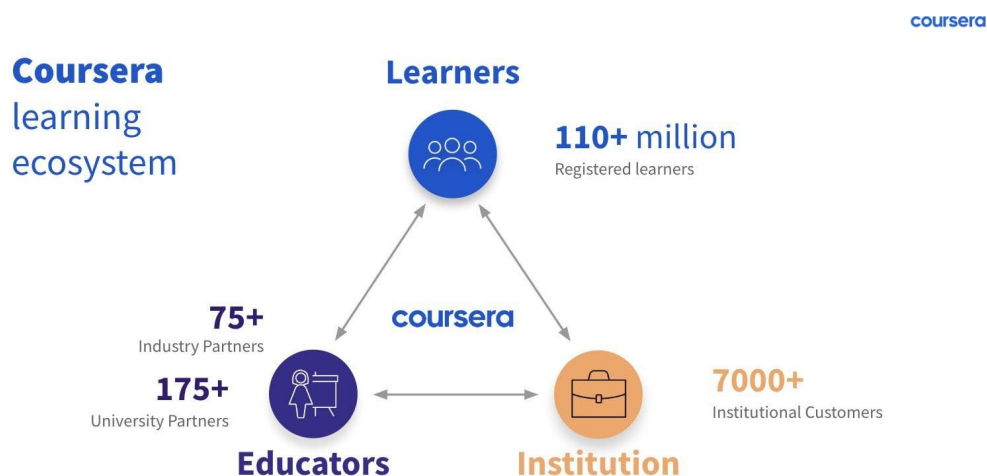 coursera
Coursera
learning
ecosystem
Learners
110+ million
Registered learners
coursera
75+
Industry Partners
175+
University Partners
Educators
7000+
Institutional Customers
Institution